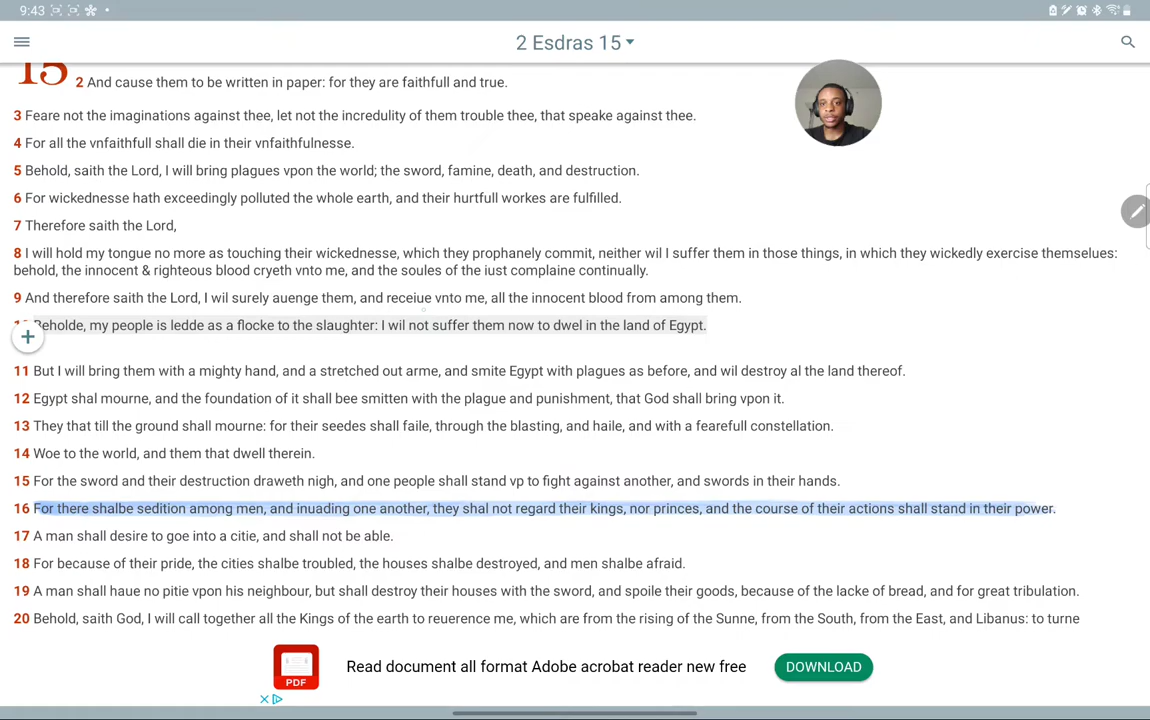 9:43
2 Esdras 15
15
2 And cause them to be written in paper: for they are faithfull and true.
3 Feare not the imaginations against thee, let not the incredulity of them trouble thee, that speake against thee.
4 For all the vnfaithfull shall die in their vnfaithfulnesse.
5 Behold, saith the Lord, I will bring plagues vpon the world; the sword, famine, death, and destruction.
6 For wickednesse hath exceedingly polluted the whole earth, and their hurtfull workes are fulfilled.
7 Therefore saith the Lord,
8 I will hold my tongue no more as touching their wickednesse, which they prophanely commit, neither wil I suffer them in those things, in which they wickedly exercise themselues:
behold, the innocent & righteous blood cryeth vnto me, and the soules of the iust complaine continually.
9 And therefore saith the Lord, I wil surely auenge them, and receiue vnto me, all the innocent blood from among them.
Beholde, my people is ledde as a flocke to the slaughter: I wil not suffer them now to dwel in the land of Egypt.
11 But I will bring them with a mighty hand, and a stretched out arme, and smite Egypt with plagues as before, and wil destroy al the land thereof.
12 Egypt shal mourne, and the foundation of it shall bee smitten with the plague and punishment, that God shall bring vpon it.
13 They that till the ground shall mourne: for their seedes shall faile, through the blasting, and haile, and with a fearefull constellation.
14 Woe to the world, and them that dwell therein.
15 For the sword and their destruction draweth nigh, and one people shall stand vp to fight against another, and swords in their hands.
16 For there shalbe sedition among men, and inuading one another, they shal not regard their kings, nor princes, and the course of their actions shall stand in their power.
17 A man shall desire to goe into a citie, and shall not be able.
18 For because of their pride, the cities shalbe troubled, the houses shalbe destroyed, and men shalbe afraid.
19 A man shall haue no pitie vpon his neighbour, but shall destroy their houses with the sword, and spoile their goods, because of the lacke of bread, and for great tribulation.
20 Behold, saith God, I will call together all the Kings of the earth to reuerence me, which are from the rising of the Sunne, from the South, from the East, and Libanus: to turne
Read document all format Adobe acrobat reader new free
DOWNLOAD
PDF